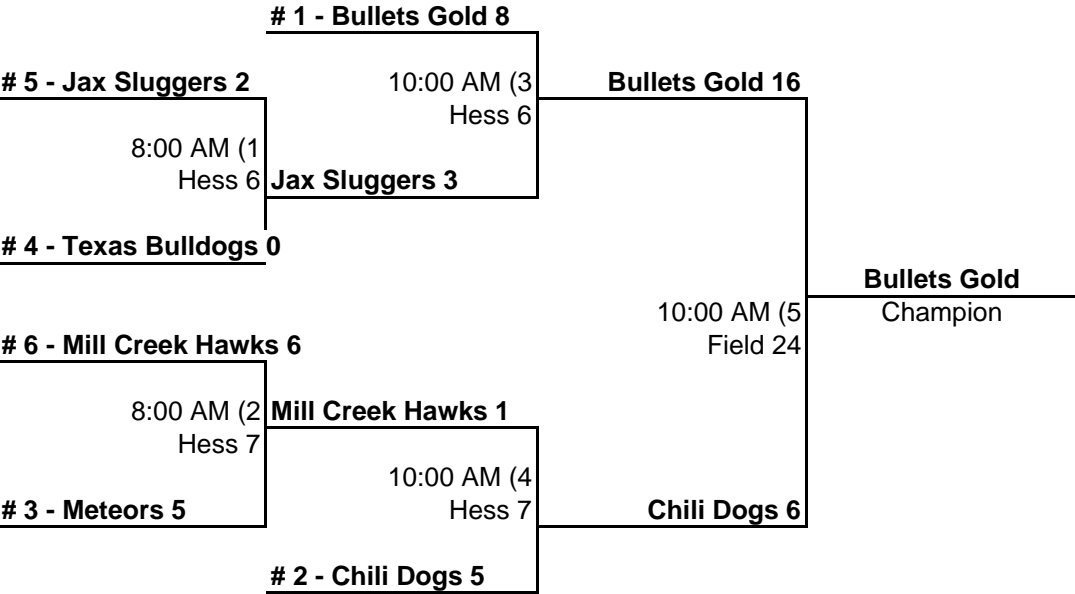 # 1 - Bullets Gold 8
# 5 - Jax Sluggers 2
10:00 AM (3
Bullets Gold 16
Hess 6
8:00 AM (1
Hess 6
Jax Sluggers 3
# 4 - Texas Bulldogs 0
Bullets Gold
10:00 AM (5
Champion
# 6 - Mill Creek Hawks 6
Field 24
8:00 AM (2
Mill Creek Hawks 1
Hess 7
10:00 AM (4
# 3 - Meteors 5
Hess 7
Chili Dogs 6
# 2 - Chili Dogs 5